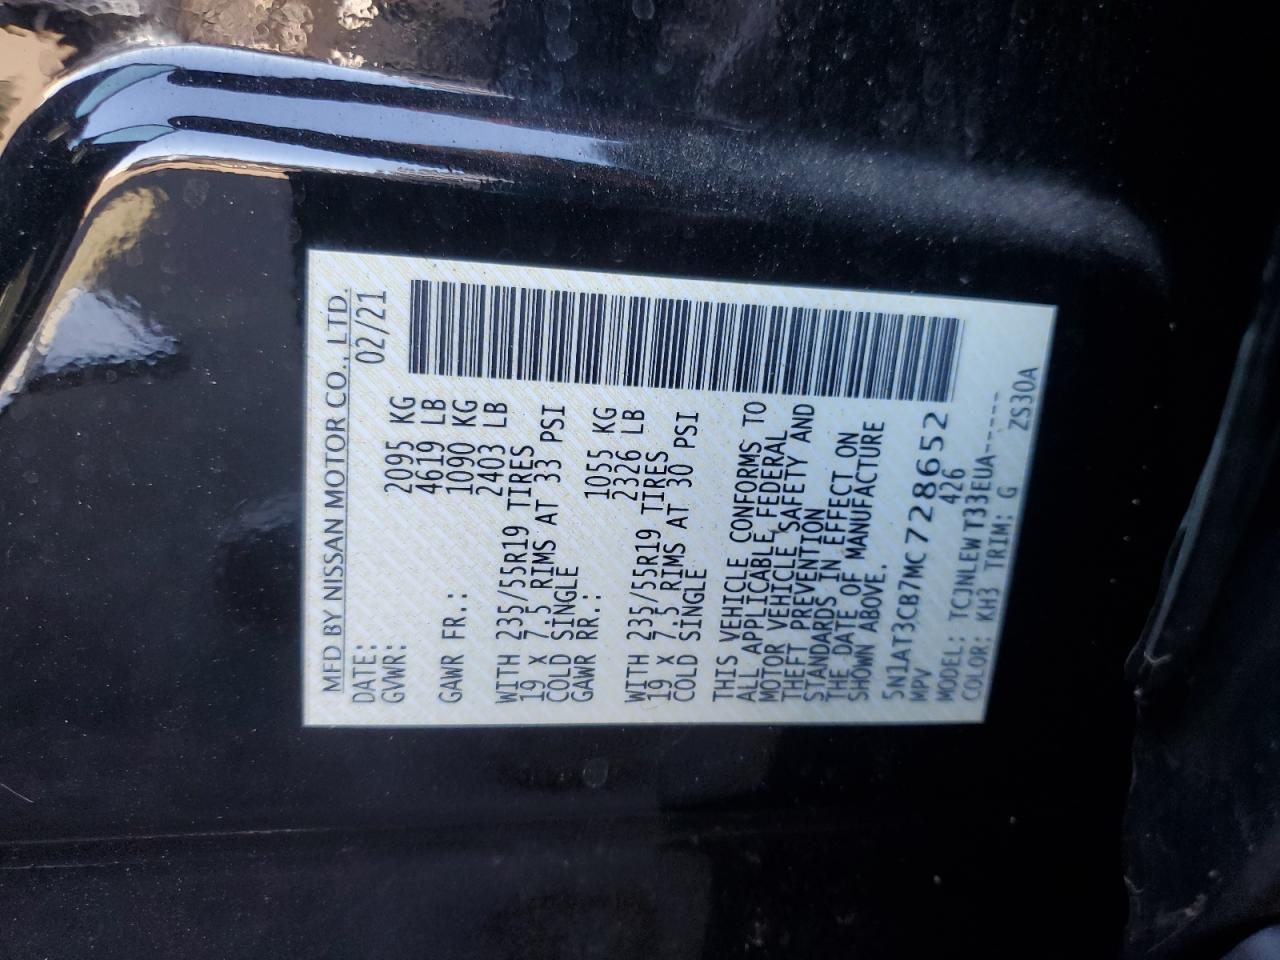 MFD BY NISSAN MOTOR CO., LTD.
DATE: 02/21
GVWR: 2095 KG
4619 LB
GAWR FR.: 1090 KG
2403 LB
WITH 235/55R19 TIRES
19 X 7.5 RIMS AT 33 PSI
COLD SINGLE
GAWR RR.: 1055 KG
2326 LB
WITH 235/55R19 TIRES
19 X 7.5 RIMS AT 30 PSI
COLD SINGLE
THIS VEHICLE CONFORMS TO
ALL APPLICABLE FEDERAL
MOTOR VEHICLE SAFETY AND
THEFT PREVENTION
STANDARDS IN EFFECT ON
THE DATE OF MANUFACTURE
SHOWN ABOVE.
5N1AT3CB7MC728652
MPV 426
MODEL: TCJNLEWT33EUA-----
COLOR: KH3 TRIM: G ZS30A